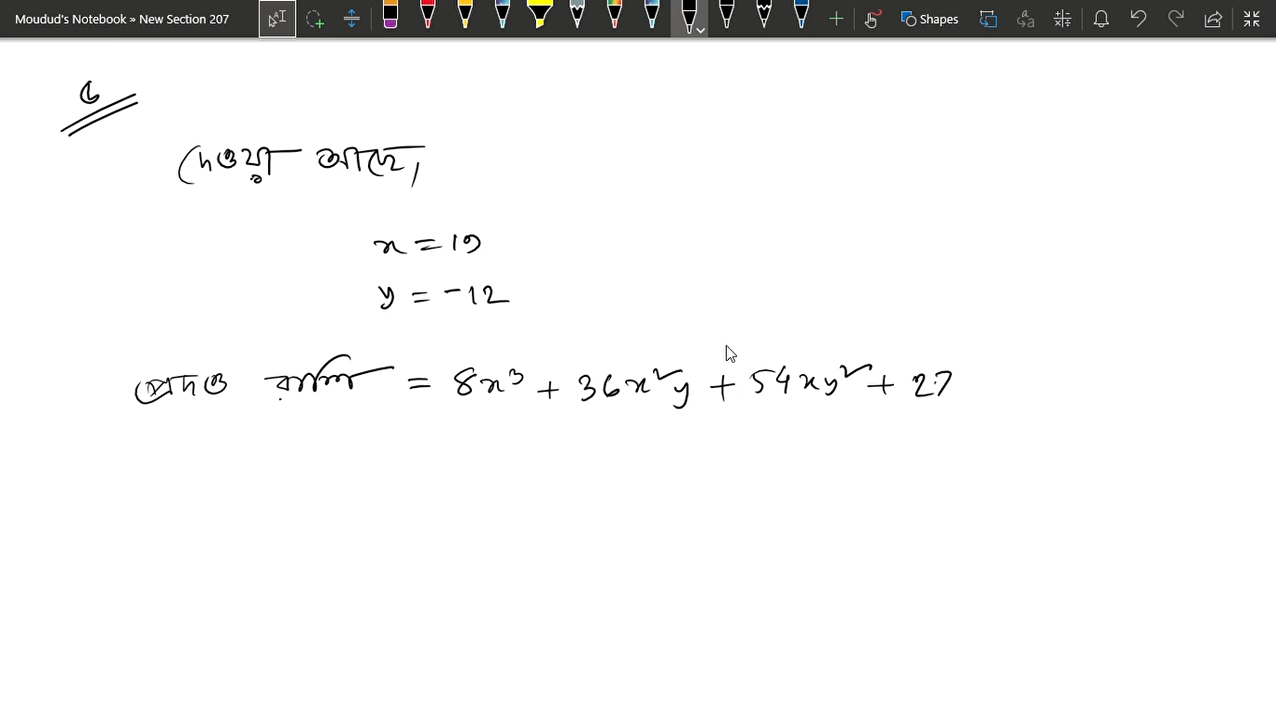 Moudud's Notebook » New Section 207
Shapes
৬
দেওয়া আছে,
x = 19
y = -12
প্রদত্ত রাশি = 8x³ + 36x²y + 54xy² + 27